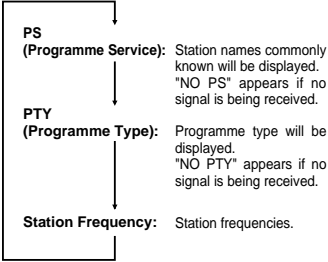 PS
(Programme Service): Station names commonly
known will be displayed.
"NO PS" appears if no
signal is being received.
PTY
(Programme Type): Programme type will be
displayed.
"NO PTY" appears if no
signal is being received.
Station Frequency: Station frequencies.